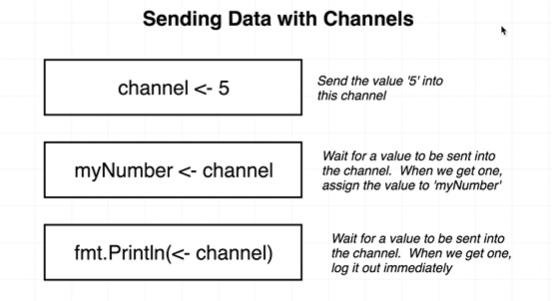 Sending Data with Channels
channel <- 5
Send the value '5' into
this channel
myNumber <- channel
Wait for a value to be sent into
the channel. When we get one,
assign the value to 'myNumber'
fmt.Println(<- channel)
Wait for a value to be sent into
the channel. When we get one,
log it out immediately